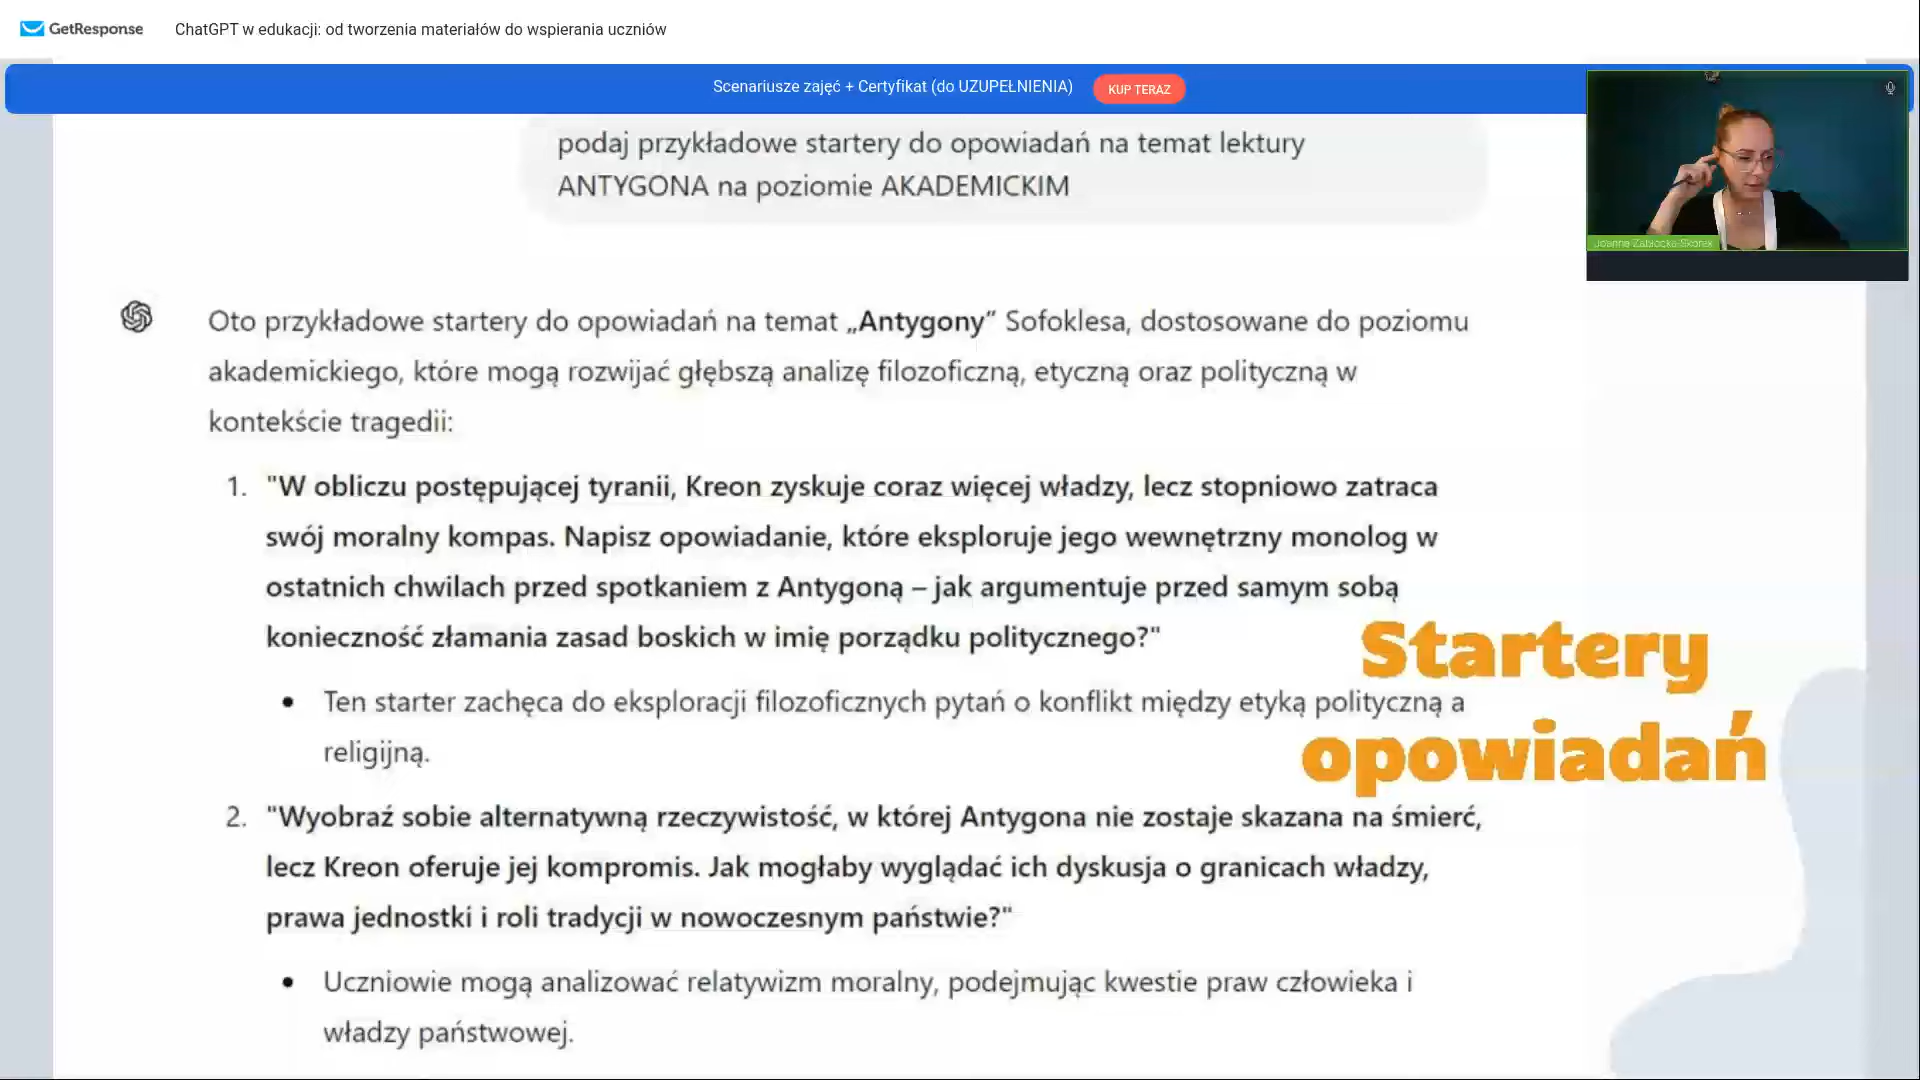 GetResponse
ChatGPT w edukacji: od tworzenia materiałów do wspierania uczniów
Scenariusze zajęć + Certyfikat (do UZUPEŁNIENIA)
KUP TERAZ
podaj przykładowe startery do opowiadań na temat lektury
ANTYGONA na poziomie AKADEMICKIM
Oto przykładowe startery do opowiadań na temat „Antygony” Sofoklesa, dostosowane do poziomu
akademickiego, które mogą rozwijać głębszą analizę filozoficzną, etyczną oraz polityczną w
kontekście tragedii:
1. "W obliczu postępującej tyranii, Kreon zyskuje coraz więcej władzy, lecz stopniowo zatraca
swój moralny kompas. Napisz opowiadanie, które eksploruje jego wewnętrzny monolog w
ostatnich chwilach przed spotkaniem z Antygoną – jak argumentuje przed samym sobą
konieczność złamania zasad boskich w imię porządku politycznego?"
• Ten starter zachęca do eksploracji filozoficznych pytań o konflikt między etyką polityczną a
religijną.
2. "Wyobraź sobie alternatywną rzeczywistość, w której Antygona nie zostaje skazana na śmierć,
lecz Kreon oferuje jej kompromis. Jak mogłaby wyglądać ich dyskusja o granicach władzy,
prawa jednostki i roli tradycji w nowoczesnym państwie?"
• Uczniowie mogą analizować relatywizm moralny, podejmując kwestie praw człowieka i
władzy państwowej.
Startery
opowiadań
Joanna Zabłocka-Skorek